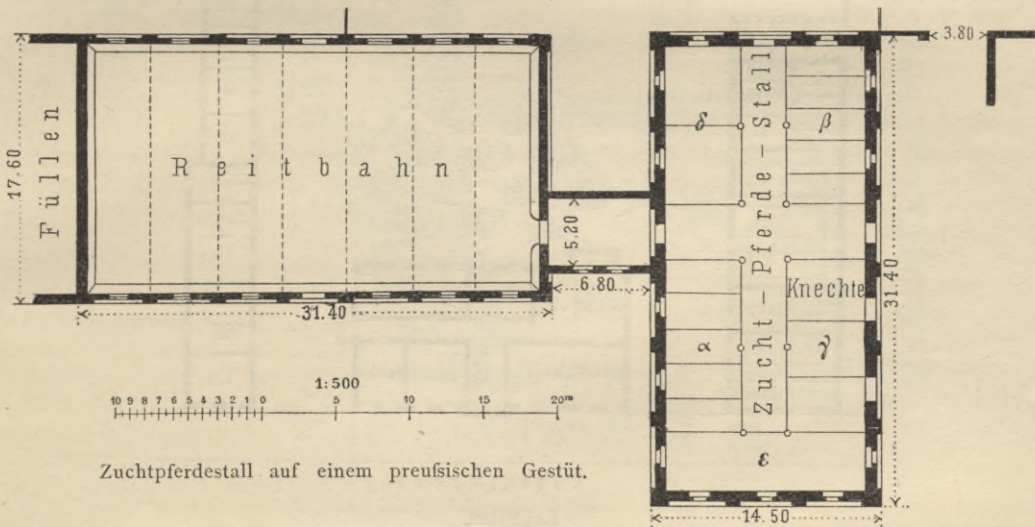 3.80
Füllen
17.60
Reitbahn
31.40
5.20
6.80
Zucht-Pferde-Stall
δ
β
Knechte
α
γ
ε
31.40
14.50
1:500
10 9 8 7 6 5 4 3 2 1 0 5 10 15 20m
Zuchtpferdestall auf einem preufsischen Gestüt.